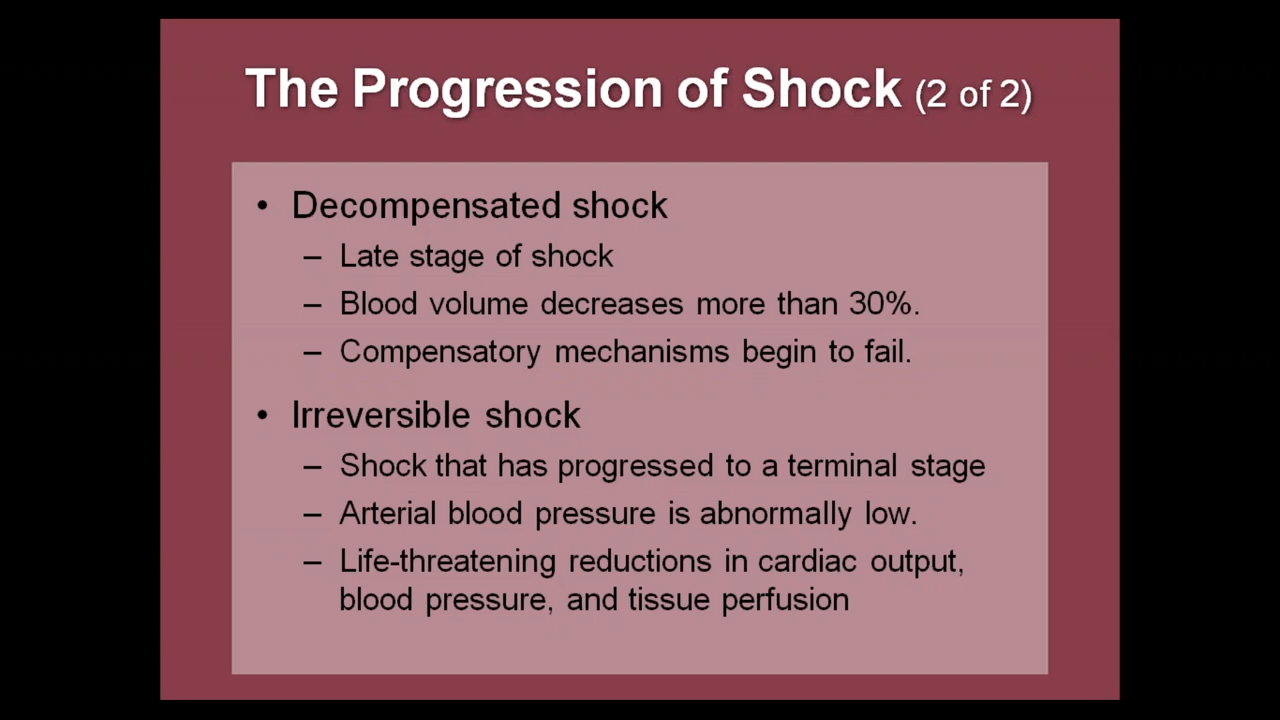 The Progression of Shock (2 of 2)
• Decompensated shock
– Late stage of shock
– Blood volume decreases more than 30%.
– Compensatory mechanisms begin to fail.
• Irreversible shock
– Shock that has progressed to a terminal stage
– Arterial blood pressure is abnormally low.
– Life-threatening reductions in cardiac output,
blood pressure, and tissue perfusion